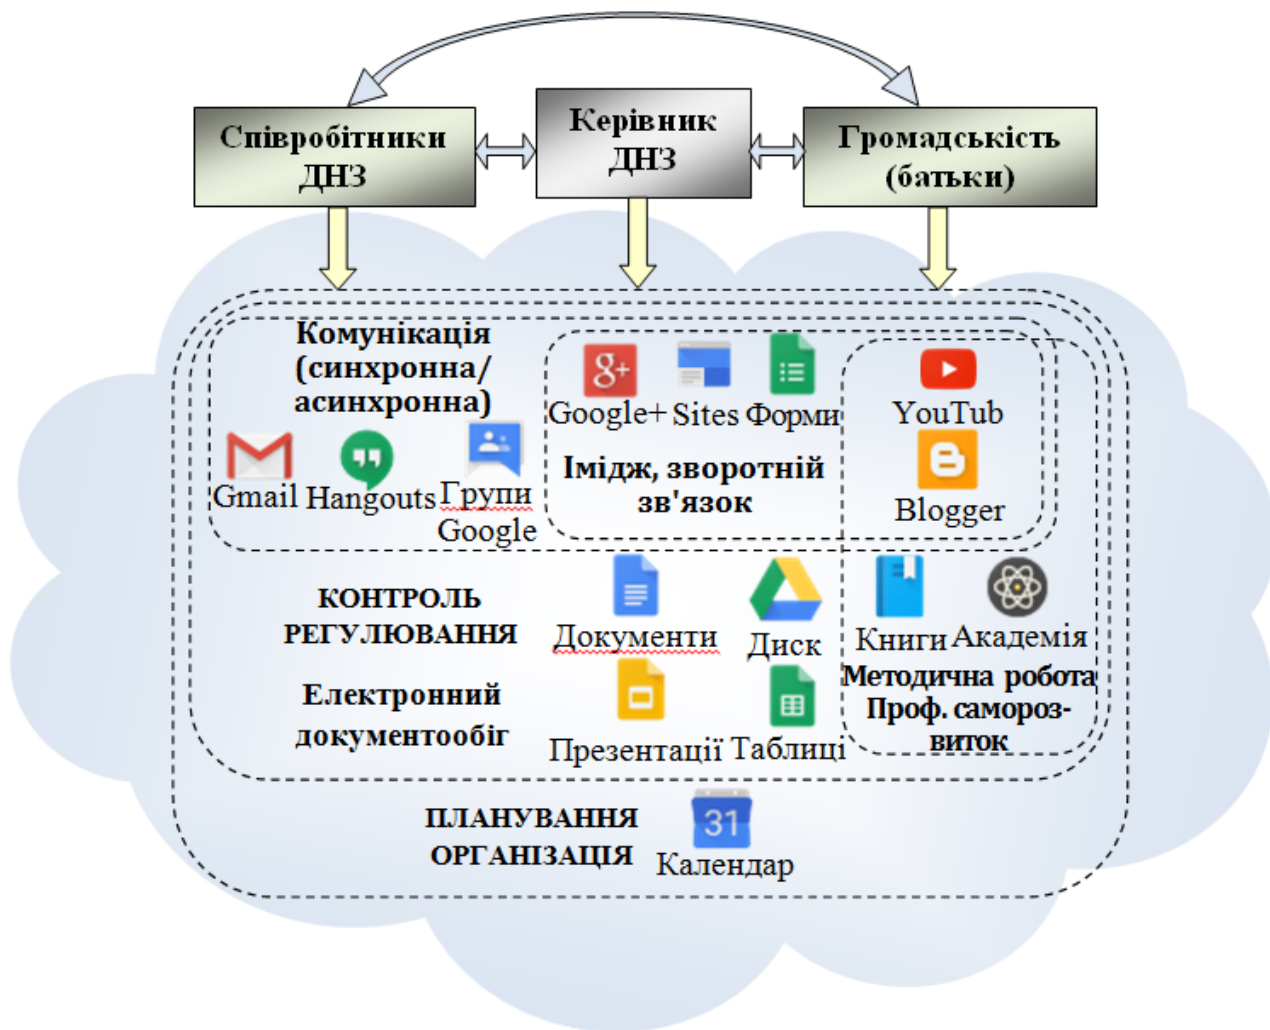 Співробітники
ДНЗ
Керівник
ДНЗ
Громадськість
(батьки)
Комунікація
(синхронна/
асинхронна)
Gmail
Hangouts
Групи
Google
g+
Google+
Sites
Форми
Імідж, зворотній
зв'язок
YouTub
Blogger
КОНТРОЛЬ
РЕГУЛЮВАННЯ
Електронний
документообіг
Документи
Диск
Презентації
Таблиці
Книги
Академія
Методична робота
Проф. самороз-
виток
ПЛАНУВАННЯ
ОРГАНІЗАЦІЯ
31
Календар